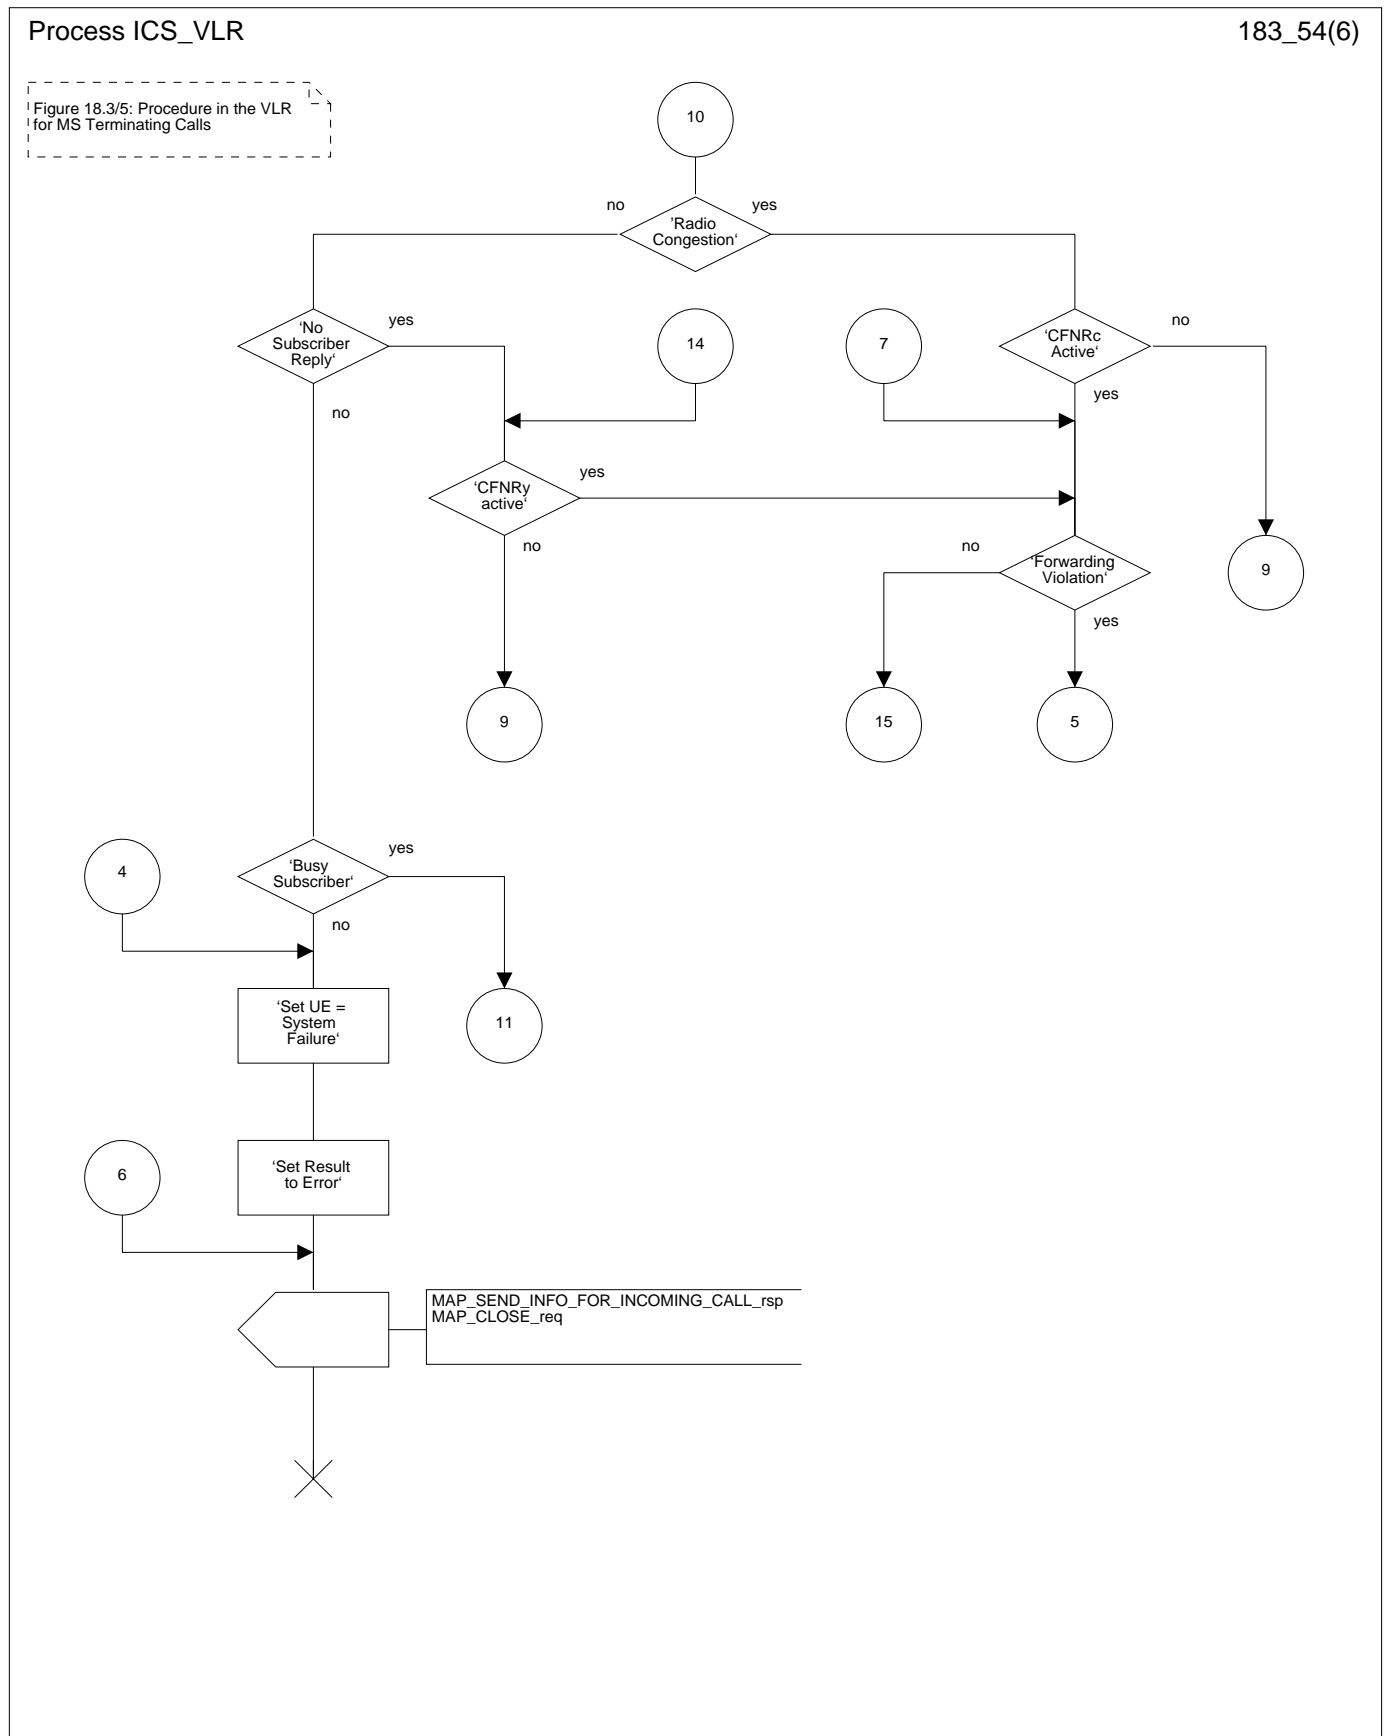 Process ICS_VLR
183_54(6)
Figure 18.3/5: Procedure in the VLR
for MS Terminating Calls
10
no
yes
'Radio
Congestion'
'No
Subscriber
Reply'
yes
no
14
7
'CFNRc
Active'
no
yes
'CFNRy
active'
yes
no
no
'Forwarding
Violation'
yes
9
9
15
5
4
'Busy
Subscriber'
yes
no
'Set UE =
System
Failure'
11
6
'Set Result
to Error'
MAP_SEND_INFO_FOR_INCOMING_CALL_rsp
MAP_CLOSE_req